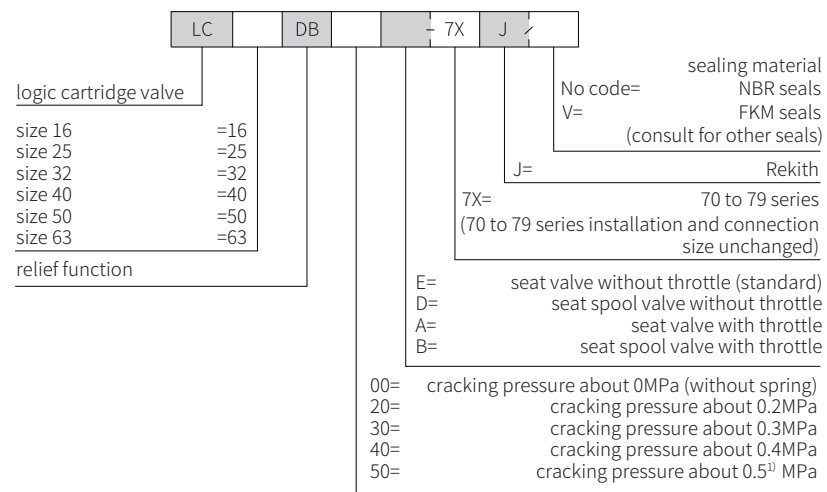 LC DB - 7X J /
logic cartridge valve
size 16 =16
size 25 =25
size 32 =32
size 40 =40
size 50 =50
size 63 =63
relief function
sealing material
No code= NBR seals
V= FKM seals
(consult for other seals)
J= Rekith
7X= 70 to 79 series
(70 to 79 series installation and connection
size unchanged)
E= seat valve without throttle (standard)
D= seat spool valve without throttle
A= seat valve with throttle
B= seat spool valve with throttle
00= cracking pressure about 0MPa (without spring)
20= cracking pressure about 0.2MPa
30= cracking pressure about 0.3MPa
40= cracking pressure about 0.4MPa
50= cracking pressure about 0.5¹⁾ MPa